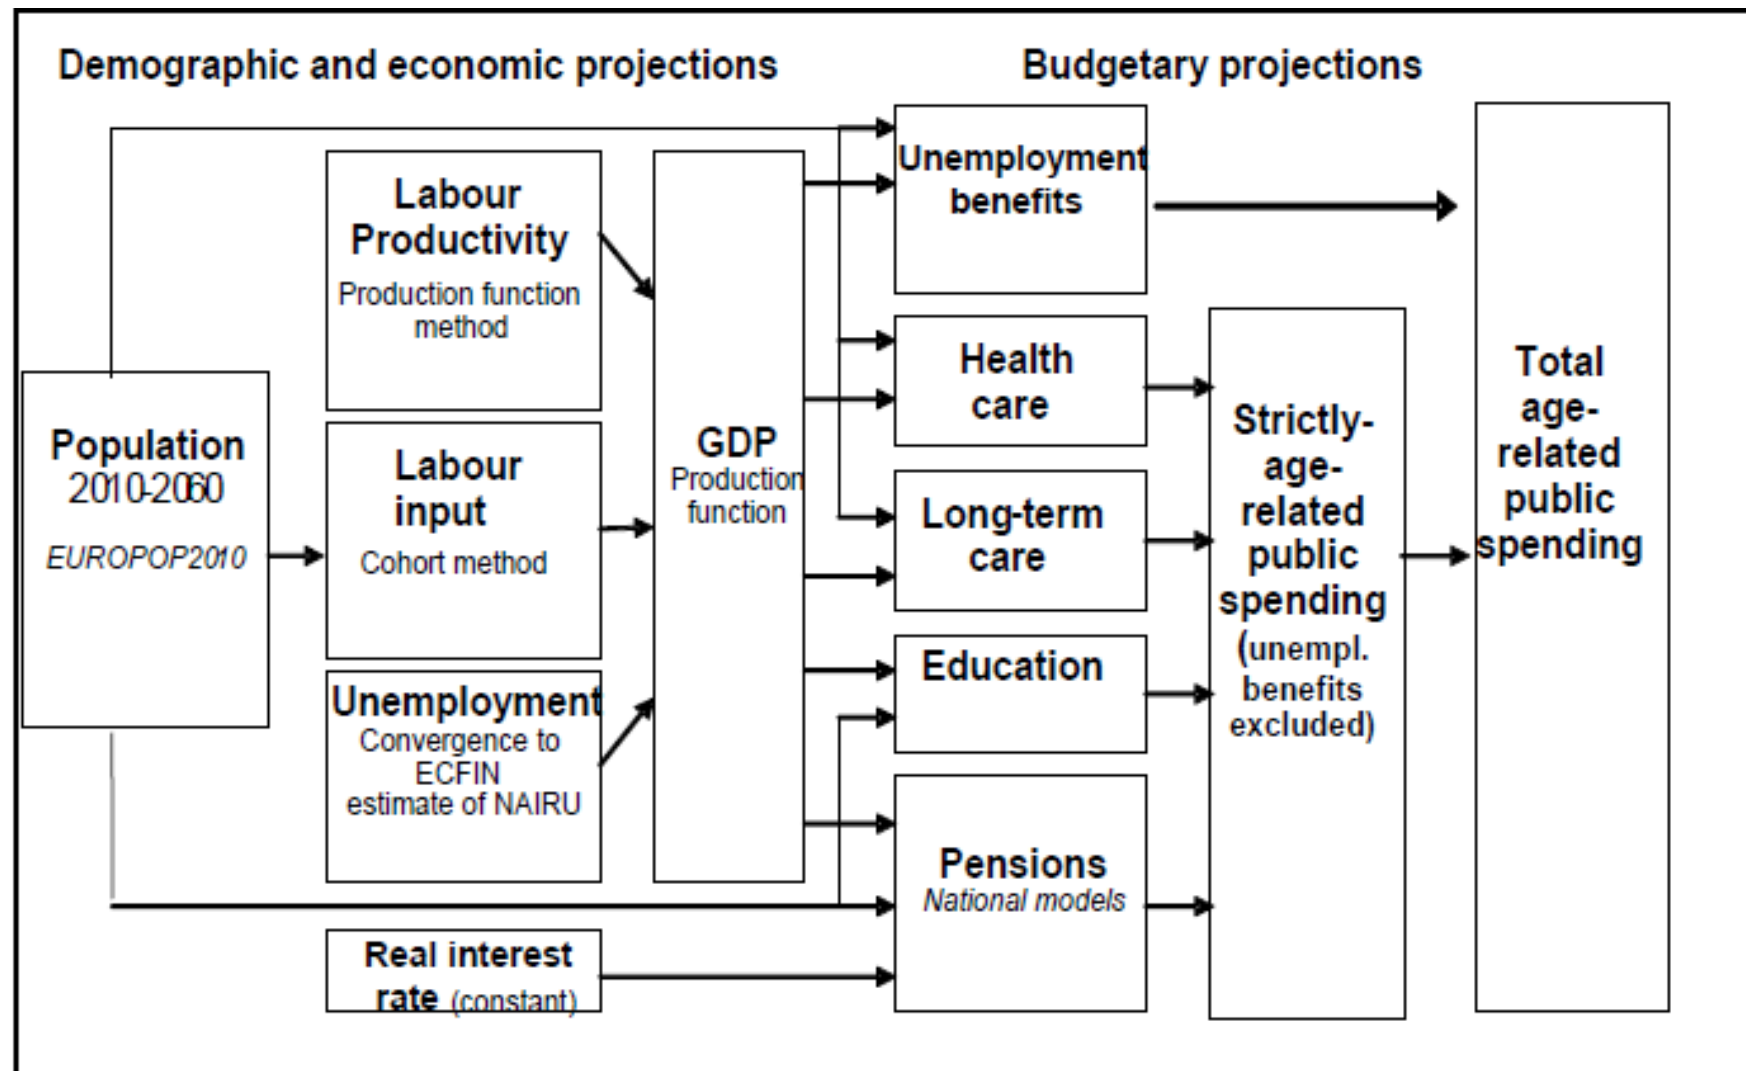 Demographic and economic projections
Budgetary projections
Population
2010-2060
EUROPOP2010
Labour
Productivity
Production function
method
Labour
input
Cohort method
Unemployment
Convergence to
ECFIN
estimate of NAIRU
Real interest
rate (constant)
GDP
Production
function
Unemployment
benefits
Health
care
Long-term
care
Education
Pensions
National models
Strictly-
age-
related
public
spending
(unempl.
benefits
excluded)
Total
age-
related
public
spending